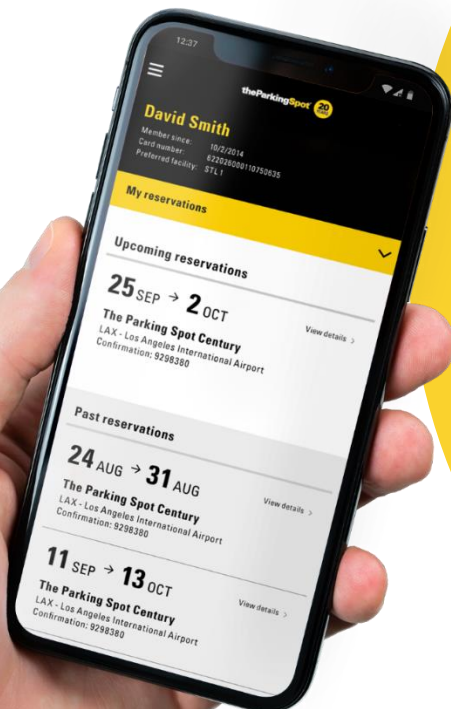 12:37
theParkingSpot 20
David Smith
Member since: 10/2/2014
Card number: 622026000110750635
Preferred facility: STL 1
My reservations
Upcoming reservations
25 SEP → 2 OCT
View details >
The Parking Spot Century
LAX - Los Angeles International Airport
Confirmation: 9298380
Past reservations
24 AUG → 31 AUG
View details >
The Parking Spot Century
LAX - Los Angeles International Airport
Confirmation: 9298380
11 SEP → 13 OCT
View details >
The Parking Spot Century
LAX - Los Angeles International Airport
Confirmation: 9298380